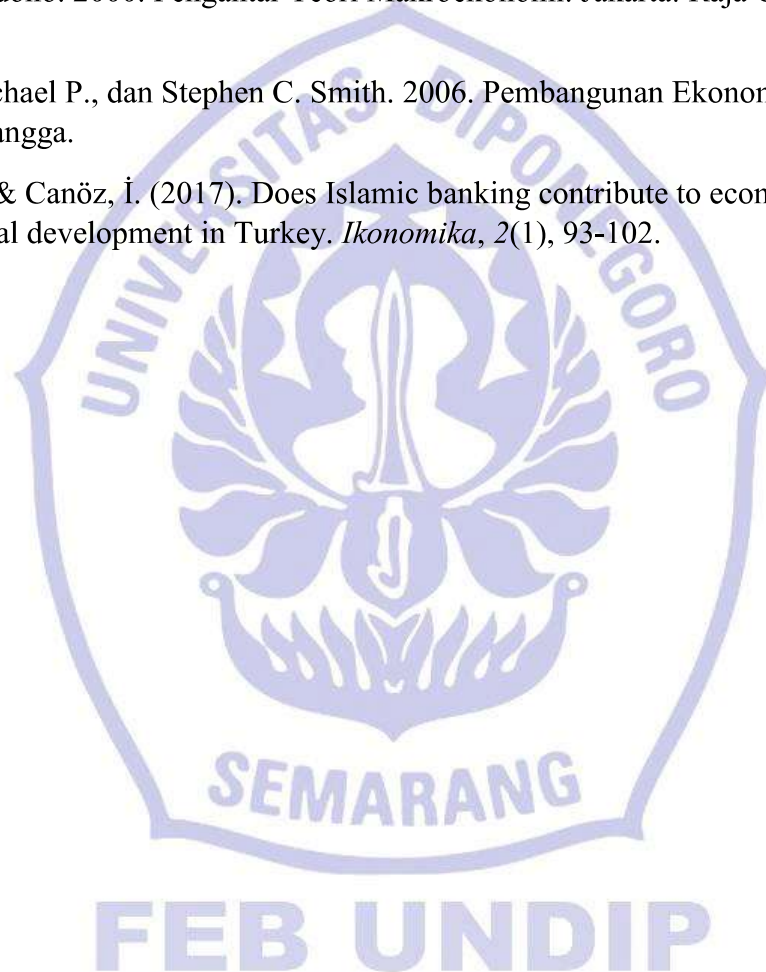 2006. Pengantar Teori Makroekonomi. Jakarta: Raja
chael P., dan Stephen C. Smith. 2006. Pembangunan Ekonom
angga.
& Canöz, İ. (2017). Does Islamic banking contribute to econ
al development in Turkey. Ikonomika, 2(1), 93-102.
UNIVERSITAS DIPONEGORO
SEMARANG
FEB UNDIP